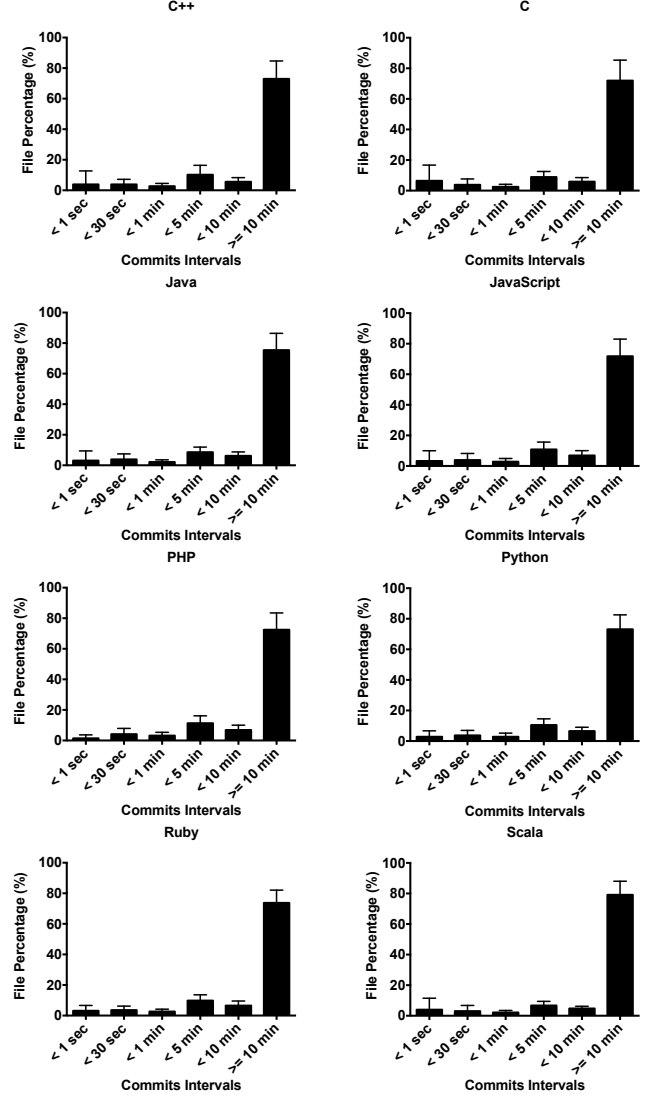 C++
File Percentage (%)
100
80
60
40
20
0
< 1 sec
< 30 sec
< 1 min
< 5 min
< 10 min
>= 10 min
Commits Intervals
C
File Percentage (%)
100
80
60
40
20
0
< 1 sec
< 30 sec
< 1 min
< 5 min
< 10 min
>= 10 min
Commits Intervals
Java
File Percentage (%)
100
80
60
40
20
0
< 1 sec
< 30 sec
< 1 min
< 5 min
< 10 min
>= 10 min
Commits Intervals
JavaScript
File Percentage (%)
100
80
60
40
20
0
< 1 sec
< 30 sec
< 1 min
< 5 min
< 10 min
>= 10 min
Commits Intervals
PHP
File Percentage (%)
100
80
60
40
20
0
< 1 sec
< 30 sec
< 1 min
< 5 min
< 10 min
>= 10 min
Commits Intervals
Python
File Percentage (%)
100
80
60
40
20
0
< 1 sec
< 30 sec
< 1 min
< 5 min
< 10 min
>= 10 min
Commits Intervals
Ruby
File Percentage (%)
100
80
60
40
20
0
< 1 sec
< 30 sec
< 1 min
< 5 min
< 10 min
>= 10 min
Commits Intervals
Scala
File Percentage (%)
100
80
60
40
20
0
< 1 sec
< 30 sec
< 1 min
< 5 min
< 10 min
>= 10 min
Commits Intervals